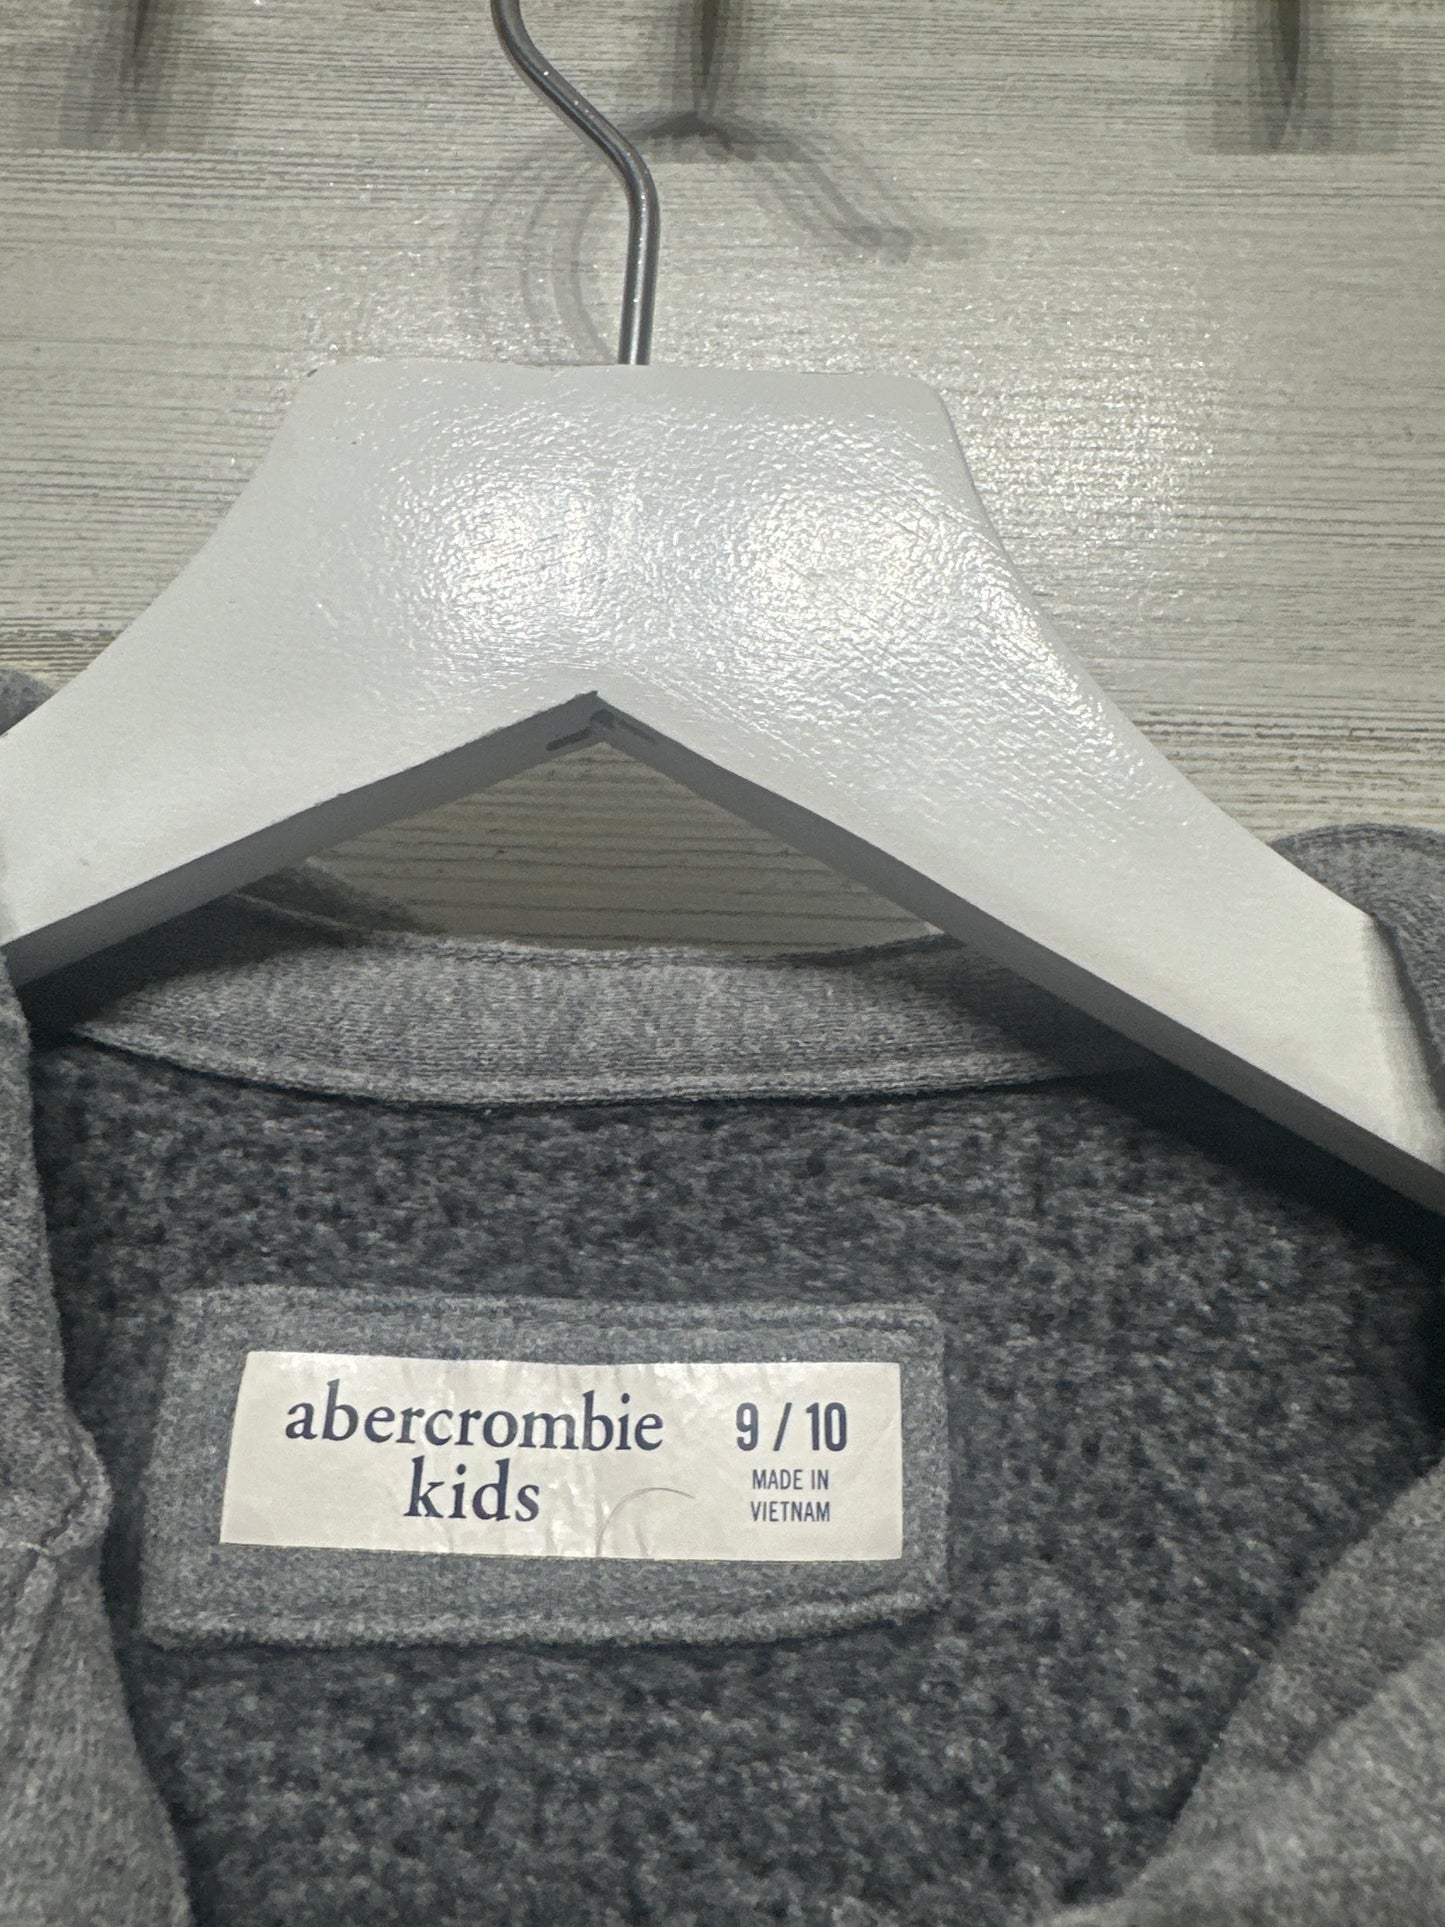 abercrombie
kids
9 / 10
MADE IN
VIETNAM